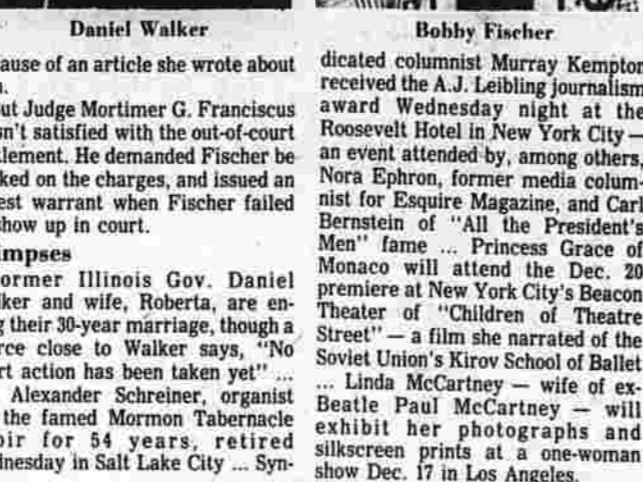 Daniel Walker
ause of an article she wrote about
ut Judge Mortimer G. Franciscus
sn't satisfied with the out-of-court
tlement. He demanded Fischer be
ked on the charges, and issued an
est warrant when Fischer failed
show up in court.
mpses
ormer Illinois Gov. Daniel
lker and wife, Roberta, are en-
g their 30-year marriage, though a
rce close to Walker says, "No
rt action has been taken yet" ...
Alexander Schreiner, organist
the famed Mormon Tabernacle
oir for 54 years, retired
dnesday in Salt Lake City ... Syn-
Bobby Fischer
dicated columnist Murray Kempton
received the A.J. Leibling journalism
award Wednesday night at the
Roosevelt Hotel in New York City —
an event attended by, among others,
Nora Ephron, former media colum-
nist for Esquire Magazine, and Carl
Bernstein of "All the President's
Men" fame ... Princess Grace of
Monaco will attend the Dec. 20
premiere at New York City's Beacon
Theater of "Children of Theatre
Street" — a film she narrated of the
Soviet Union's Kirov School of Ballet
... Linda McCartney — wife of ex-
Beatle Paul McCartney — will
exhibit her photographs and
silkscreen prints at a one-woman
show Dec. 17 in Los Angeles.